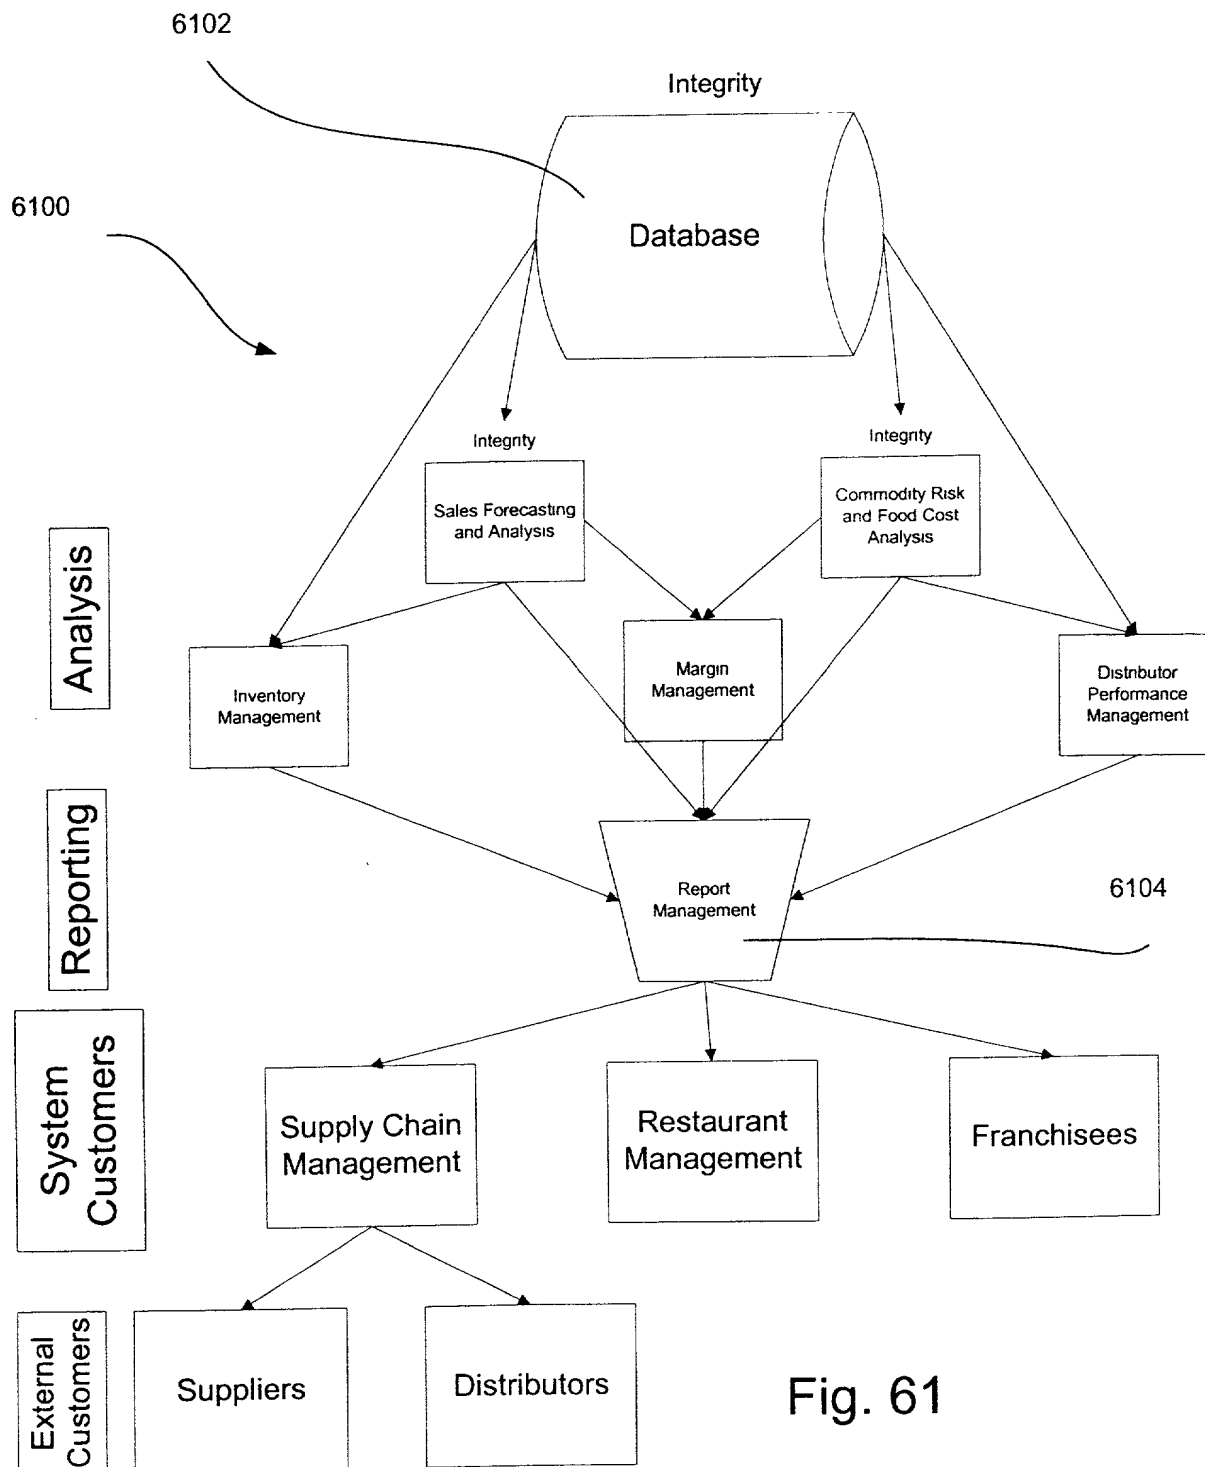 6102
Integrity
6100
Database
Integrity
Integrity
Sales Forecasting
and Analysis
Commodity Risk
and Food Cost
Analysis
Analysis
Inventory
Management
Margin
Management
Distributor
Performance
Management
Reporting
Report
Management
6104
System
Customers
Supply Chain
Management
Restaurant
Management
Franchisees
External
Customers
Suppliers
Distributors
Fig. 61